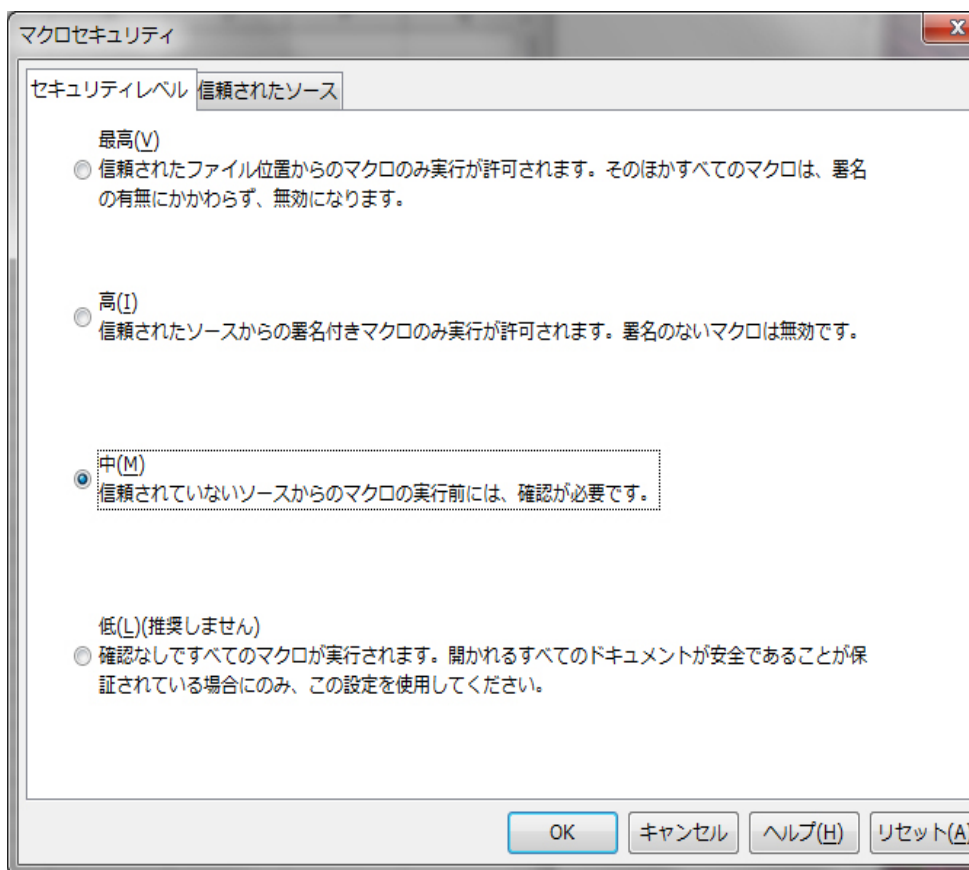 マクロセキュリティ
セキュリティレベル 信頼されたソース
最高(V)
信頼されたファイル位置からのマクロのみ実行が許可されます。そのほかすべてのマクロは、署名
の有無にかかわらず、無効になります。
高(I)
信頼されたソースからの署名付きマクロのみ実行が許可されます。署名のないマクロは無効です。
中(M)
信頼されていないソースからのマクロの実行前には、確認が必要です。
低(L)(推奨しません)
確認なしですべてのマクロが実行されます。開かれるすべてのドキュメントが安全であることが保
証されている場合にのみ、この設定を使用してください。
OK キャンセル ヘルプ(H) リセット(A